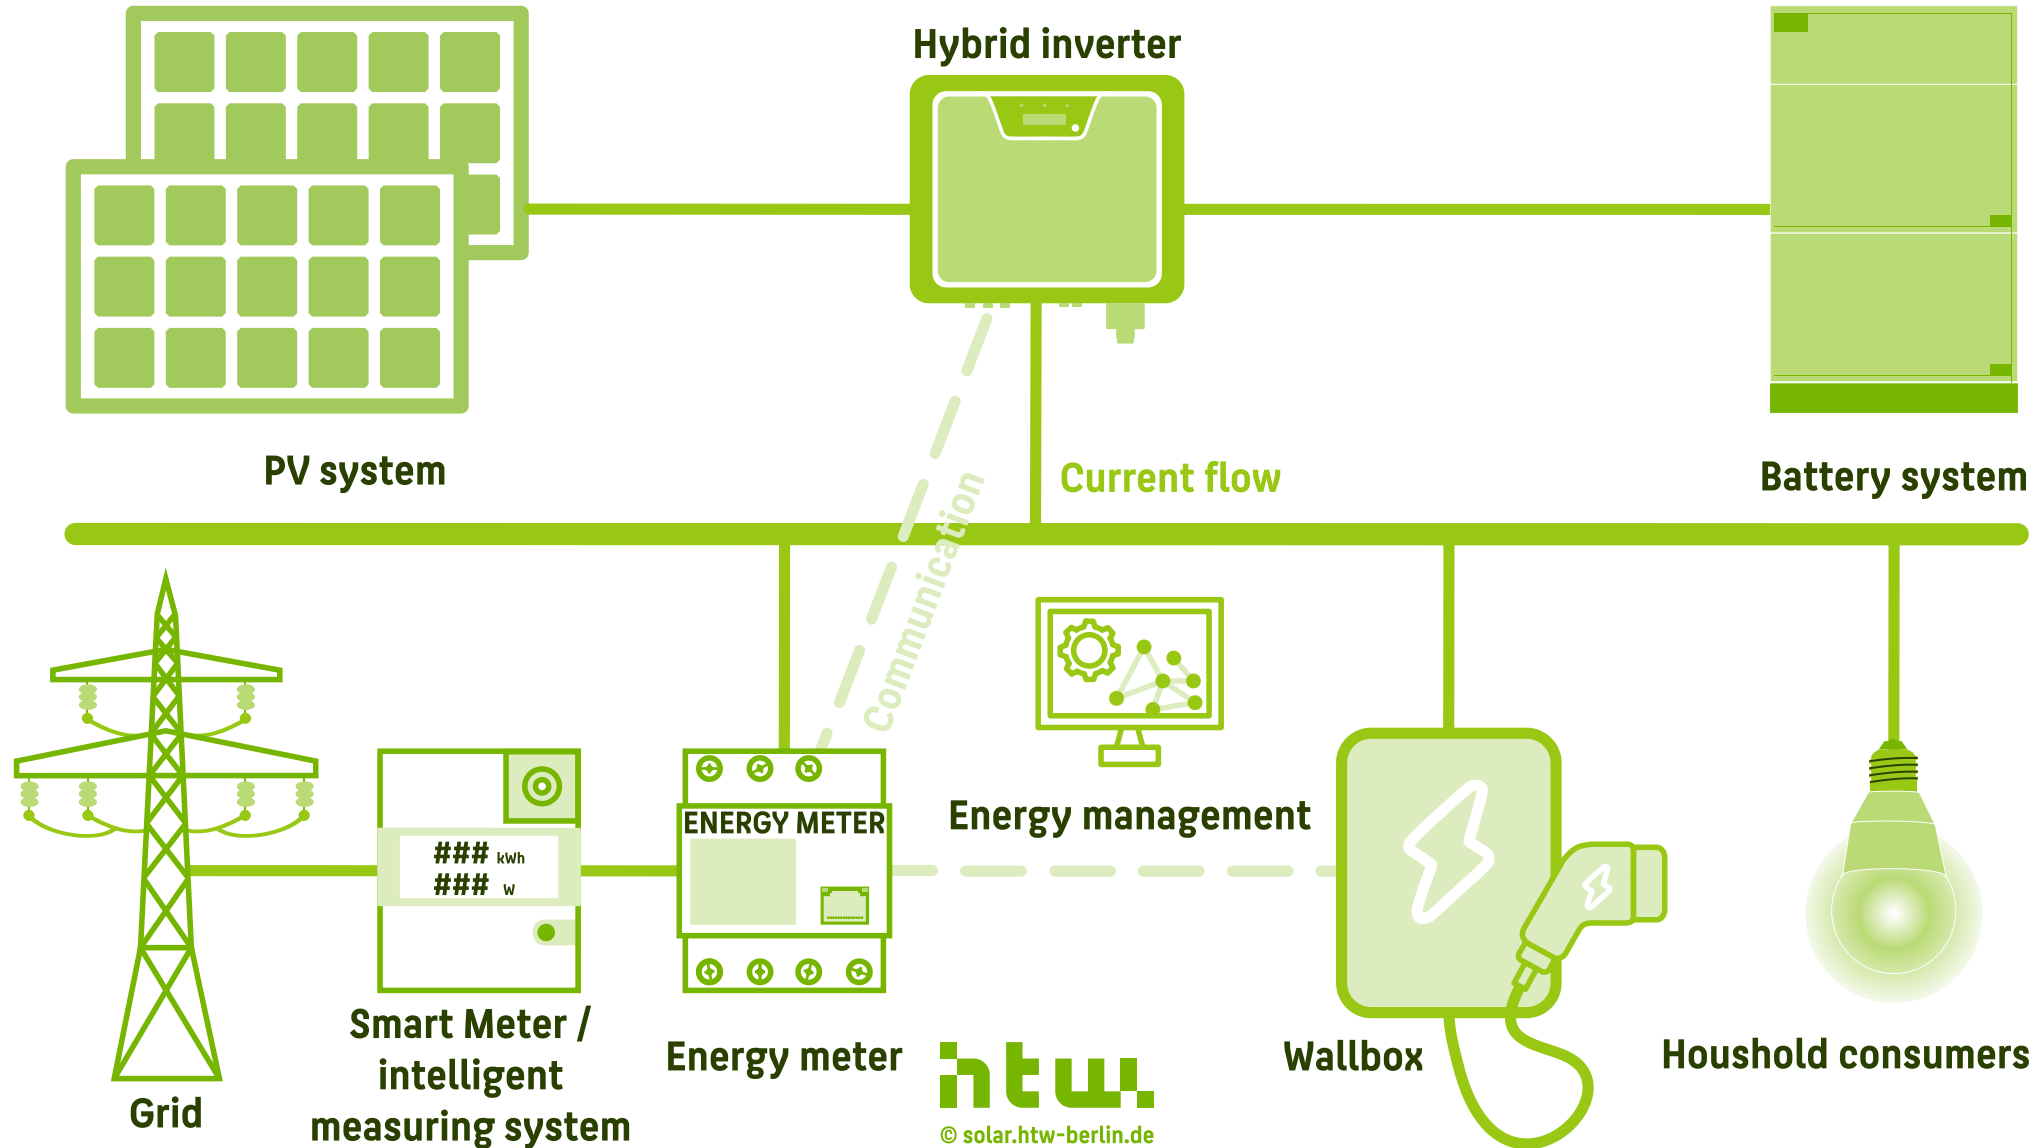 Hybrid inverter
PV system
Current flow
Battery system
Communication
ENERGY METER
Energy management
### kWh
### W
Smart Meter /
intelligent
measuring system
Energy meter
Wallbox
Houshold consumers
Grid
htw
© solar.htw-berlin.de